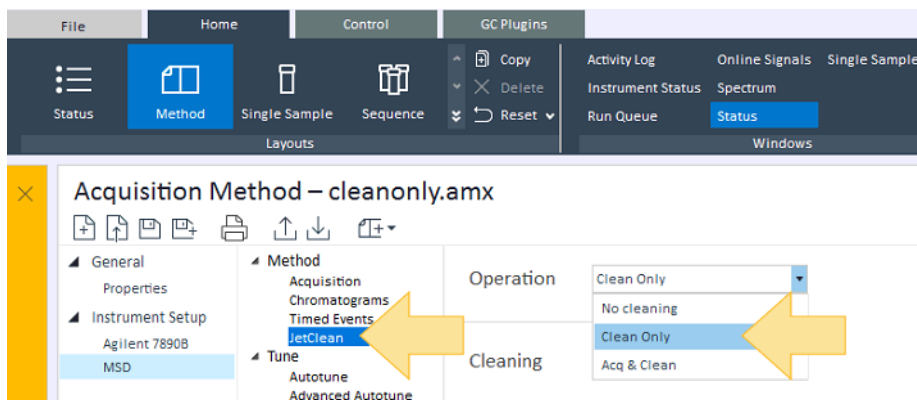 File Home Control GC Plugins
Copy Activity Log Online Signals Single Sample
Delete Instrument Status Spectrum
Status Method Single Sample Sequence Reset Run Queue Status
Layouts Windows
Acquisition Method – cleanonly.amx
General Method
Properties Acquisition Operation Clean Only
Chromatograms No cleaning
Instrument Setup Timed Events
Agilent 7890B JetClean Clean Only
MSD Tune Cleaning Acq & Clean
Autotune
Advanced Autotune